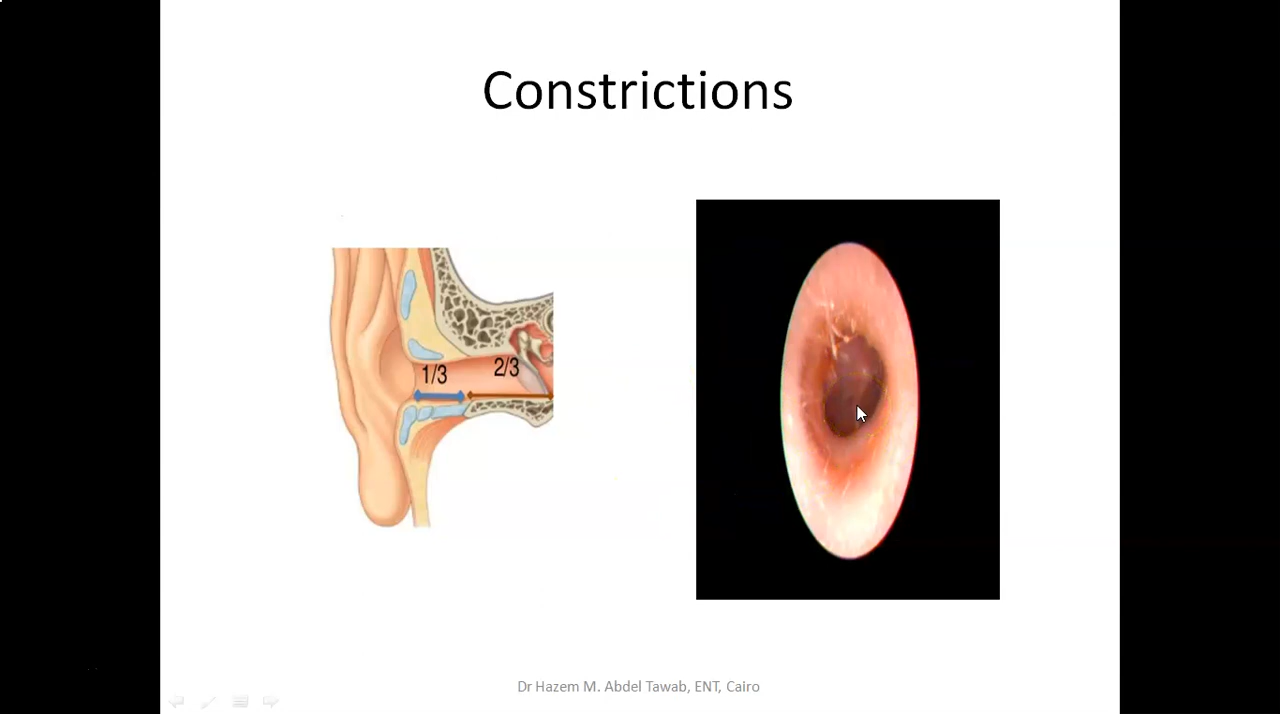 Constrictions
1/3
2/3
Dr Hazem M. Abdel Tawab, ENT, Cairo